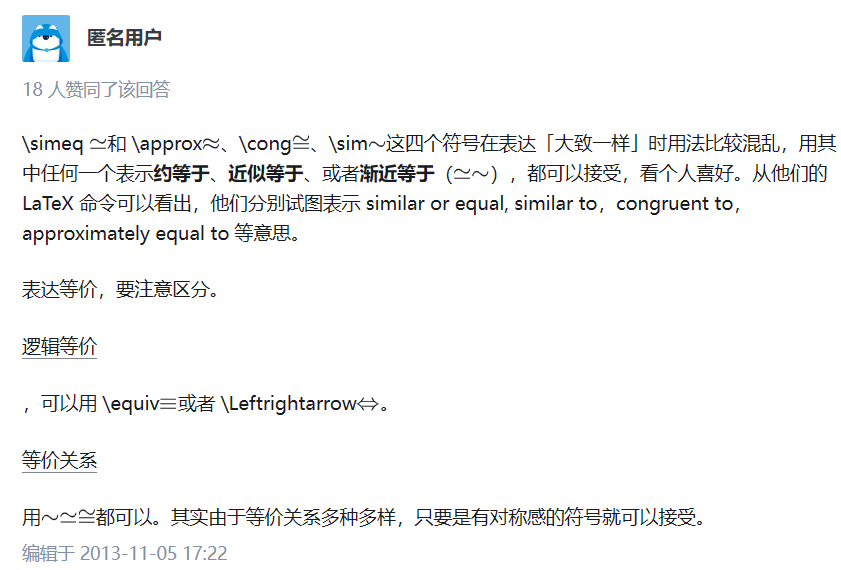 匿名用户
18 人赞同了该回答
\simeq ≃和 \approx≈、\cong≅、\sim∼这四个符号在表达「大致一样」时用法比较混乱，用其
中任何一个表示约等于、近似等于、或者渐近等于（≃∼），都可以接受，看个人喜好。从他们的
LaTeX 命令可以看出，他们分别试图表示 similar or equal, similar to，congruent to，
approximately equal to 等意思。
表达等价，要注意区分。
逻辑等价
，可以用 \equiv≡或者 \Leftrightarrow⇔。
等价关系
用∼≃≅都可以。其实由于等价关系多种多样，只要是有对称感的符号就可以接受。
编辑于 2013-11-05 17:22